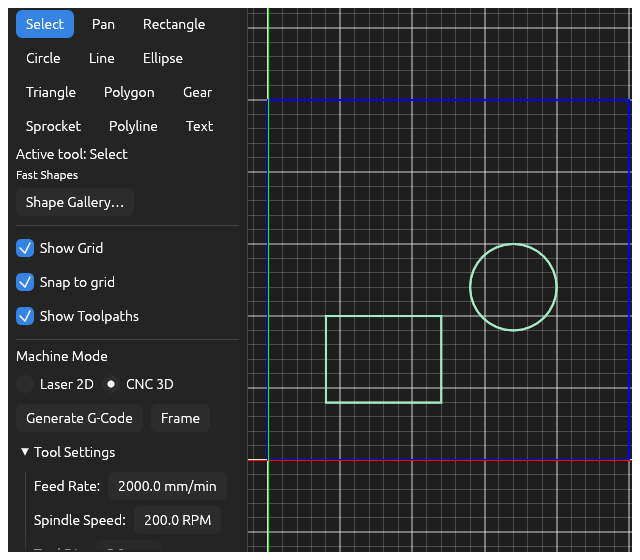 Select Pan Rectangle
Circle Line Ellipse
Triangle Polygon Gear
Sprocket Polyline Text
Active tool: Select
Fast Shapes
Shape Gallery...
Show Grid
Snap to grid
Show Toolpaths
Machine Mode
Laser 2D CNC 3D
Generate G-Code Frame
▼ Tool Settings
Feed Rate: 2000.0 mm/min
Spindle Speed: 200.0 RPM